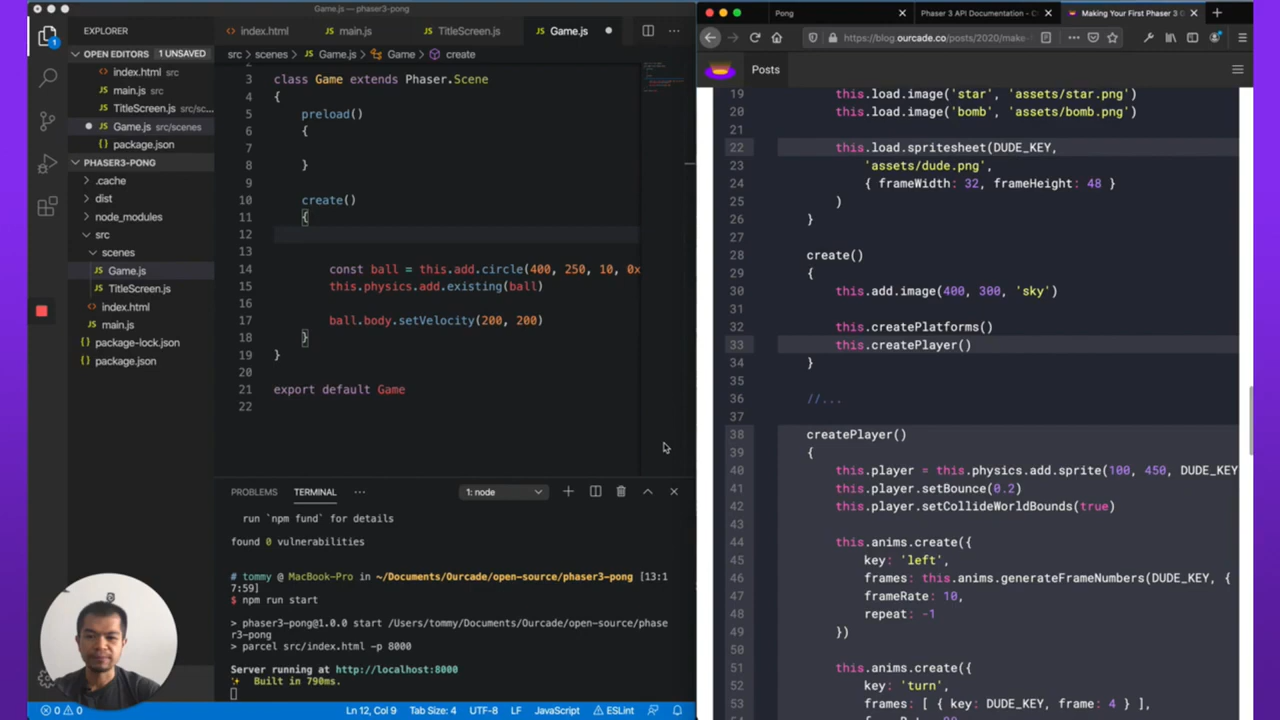 Game.js — phaser3-pong
EXPLORER
OPEN EDITORS 1 UNSAVED
index.html src
main.js src
TitleScreen.js src/sc...
Game.js src/scenes
package.json
PHASER3-PONG
.cache
dist
node_modules
src
scenes
Game.js
TitleScreen.js
index.html
main.js
package-lock.json
package.json
1
index.html
main.js
TitleScreen.js
Game.js
src > scenes > Game.js > Game > create
3 class Game extends Phaser.Scene
4 {
5 preload()
6 {
7
8 }
9
10 create()
11 {
12
13
14 const ball = this.add.circle(400, 250, 10, 0x
15 this.physics.add.existing(ball)
16
17 ball.body.setVelocity(200, 200)
18 }
19 }
20
21 export default Game
22
PROBLEMS TERMINAL ... 1: node
run `npm fund` for details
found 0 vulnerabilities
# tommy @ MacBook-Pro in ~/Documents/Ourcade/open-source/phaser3-pong [13:1
7:59]
$ npm run start
> phaser3-pong@1.0.0 start /Users/tommy/Documents/Ourcade/open-source/phase
r3-pong
> parcel src/index.html -p 8000
Server running at http://localhost:8000
✨ Built in 790ms.
0 0 Ln 12, Col 9 Tab Size: 4 UTF-8 LF JavaScript ESLint
Pong
Phaser 3 API Documentation - Cl
Making Your First Phaser 3
https://blog.ourcade.co/posts/2020/make-
Posts
19 this.load.image('star', 'assets/star.png')
20 this.load.image('bomb', 'assets/bomb.png')
21
22 this.load.spritesheet(DUDE_KEY,
23 'assets/dude.png',
24 { frameWidth: 32, frameHeight: 48 }
25 )
26 }
27
28 create()
29 {
30 this.add.image(400, 300, 'sky')
31
32 this.createPlatforms()
33 this.createPlayer()
34 }
35
36 //...
37
38 createPlayer()
39 {
40 this.player = this.physics.add.sprite(100, 450, DUDE_KEY
41 this.player.setBounce(0.2)
42 this.player.setCollideWorldBounds(true)
43
44 this.anims.create({
45 key: 'left',
46 frames: this.anims.generateFrameNumbers(DUDE_KEY, {
47 frameRate: 10,
48 repeat: -1
49 })
50
51 this.anims.create({
52 key: 'turn',
53 frames: [ { key: DUDE_KEY, frame: 4 } ],